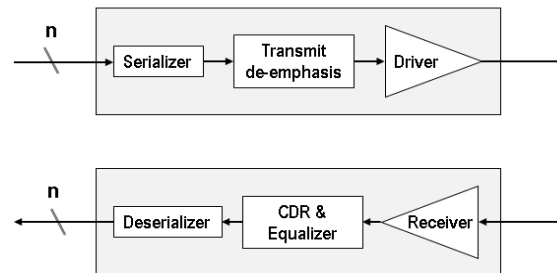 n
Serializer
Transmit
de-emphasis
Driver
n
Deserializer
CDR &
Equalizer
Receiver